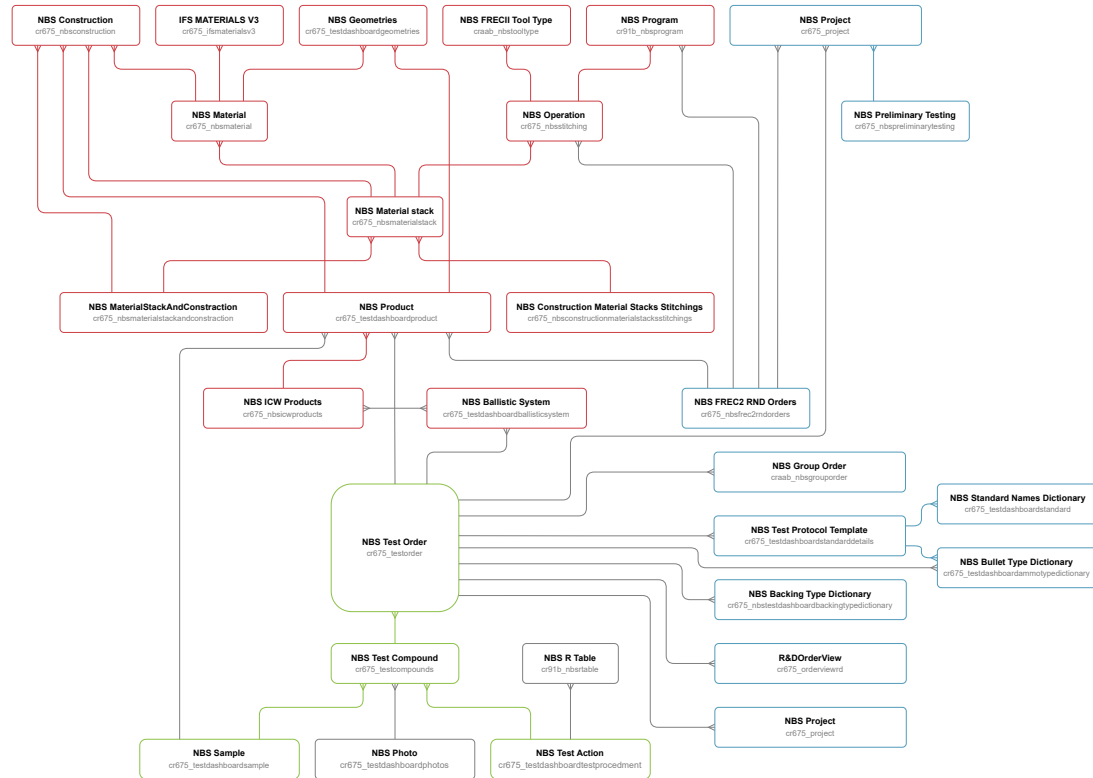 NBS Construction
cr675_nbsconstruction
IFS MATERIALS V3
cr675_ifsmaterialsv3
NBS Geometries
cr675_testdashboardgeometries
NBS FRECII Tool Type
craab_nbstooltype
NBS Program
cr91b_nbsprogram
NBS Project
cr675_project
NBS Material
cr675_nbsmaterial
NBS Operation
cr675_nbsstitching
NBS Preliminary Testing
cr675_nbspreliminarytesting
NBS Material stack
cr675_nbsmaterialstack
NBS MaterialStackAndConstraction
cr675_nbsmaterialstackandconstraction
NBS Product
cr675_testdashboardproduct
NBS Construction Material Stacks Stitchings
cr675_nbsconstructionmaterialstacksstitchings
NBS ICW Products
cr675_nbsicwproducts
NBS Ballistic System
cr675_testdashboardballisticsystem
NBS FREC2 RND Orders
cr675_nbsfrec2rndorders
NBS Group Order
craab_nbsgrouporder
NBS Standard Names Dictionary
cr675_testdashboardstandard
NBS Test Order
cr675_testorder
NBS Test Protocol Template
cr675_testdashboardstandarddetails
NBS Bullet Type Dictionary
cr675_testdashboardammotypedictionary
NBS Backing Type Dictionary
cr675_nbstestdashboardbackingtypedictionary
NBS Test Compound
cr675_testcompounds
NBS R Table
cr91b_nbsrtable
R&DOrderView
cr675_orderviewrd
NBS Project
cr675_project
NBS Sample
cr675_testdashboardsample
NBS Photo
cr675_testdashboardphotos
NBS Test Action
cr675_testdashboardtestprocedment